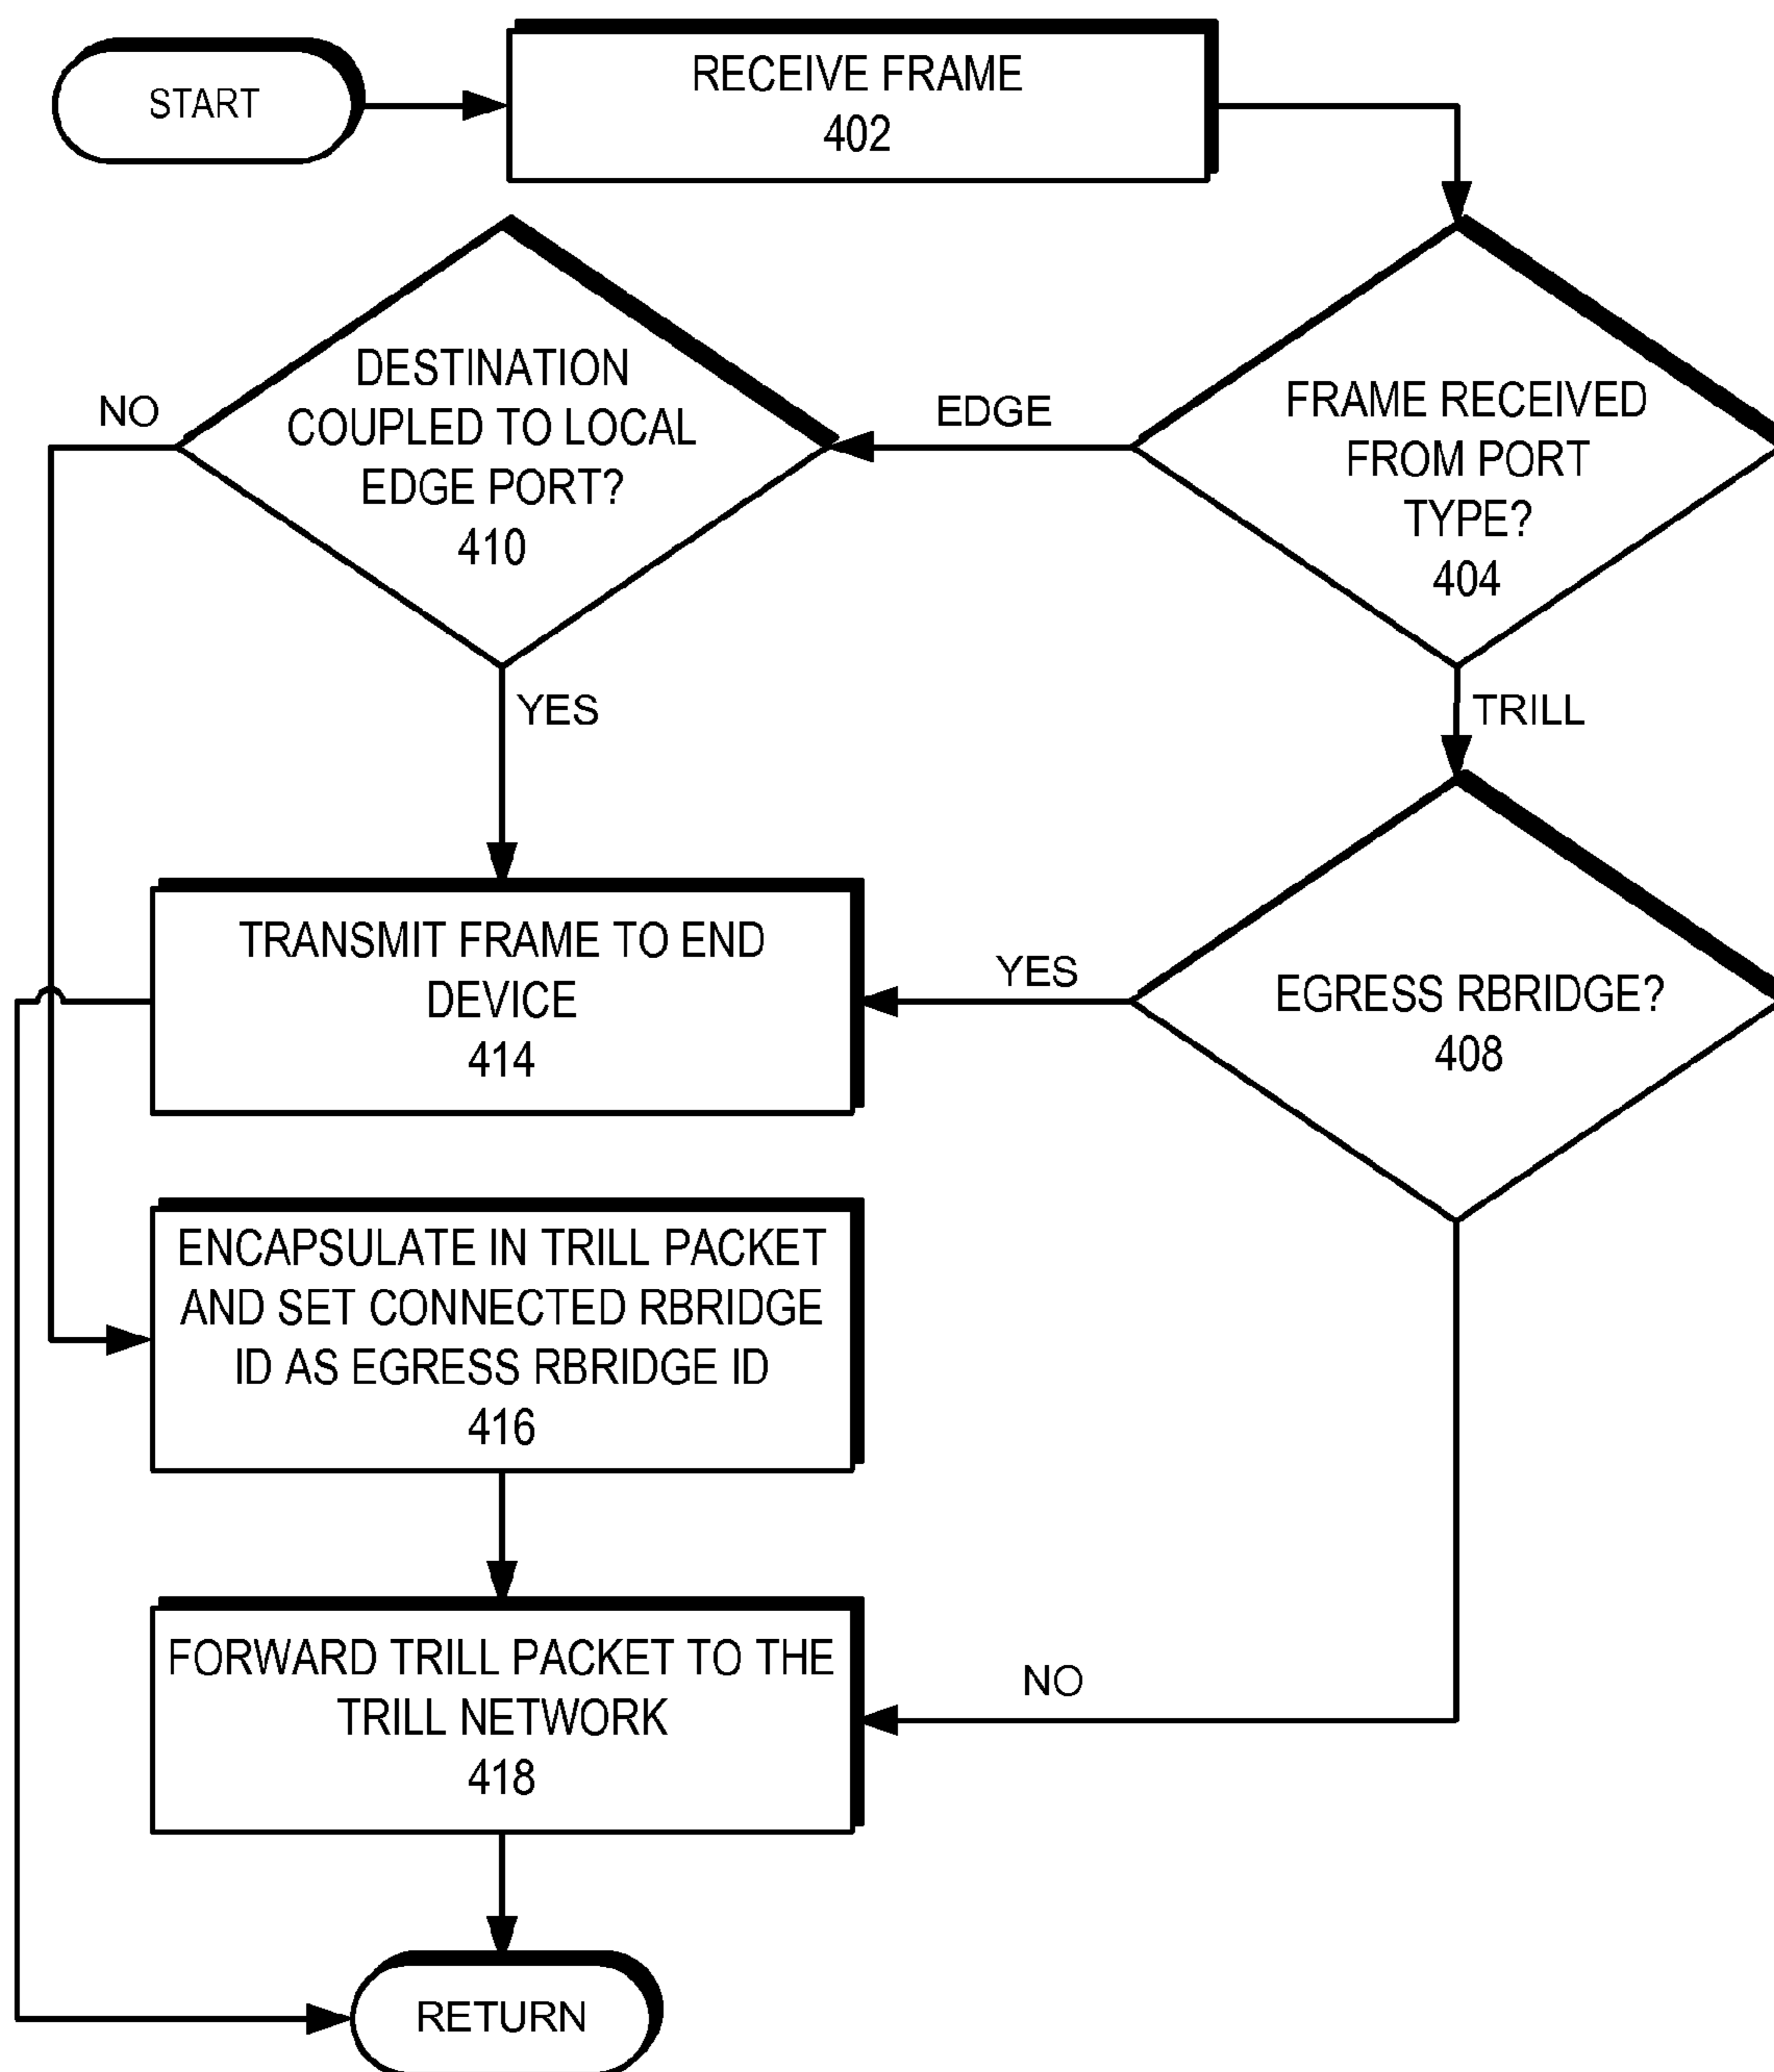 START
RECEIVE FRAME
402
DESTINATION
COUPLED TO LOCAL
EDGE PORT?
410
NO
EDGE
FRAME RECEIVED
FROM PORT
TYPE?
404
YES
TRILL
TRANSMIT FRAME TO END
DEVICE
414
YES
EGRESS RBRIDGE?
408
ENCAPSULATE IN TRILL PACKET
AND SET CONNECTED RBRIDGE
ID AS EGRESS RBRIDGE ID
416
FORWARD TRILL PACKET TO THE
TRILL NETWORK
418
NO
RETURN